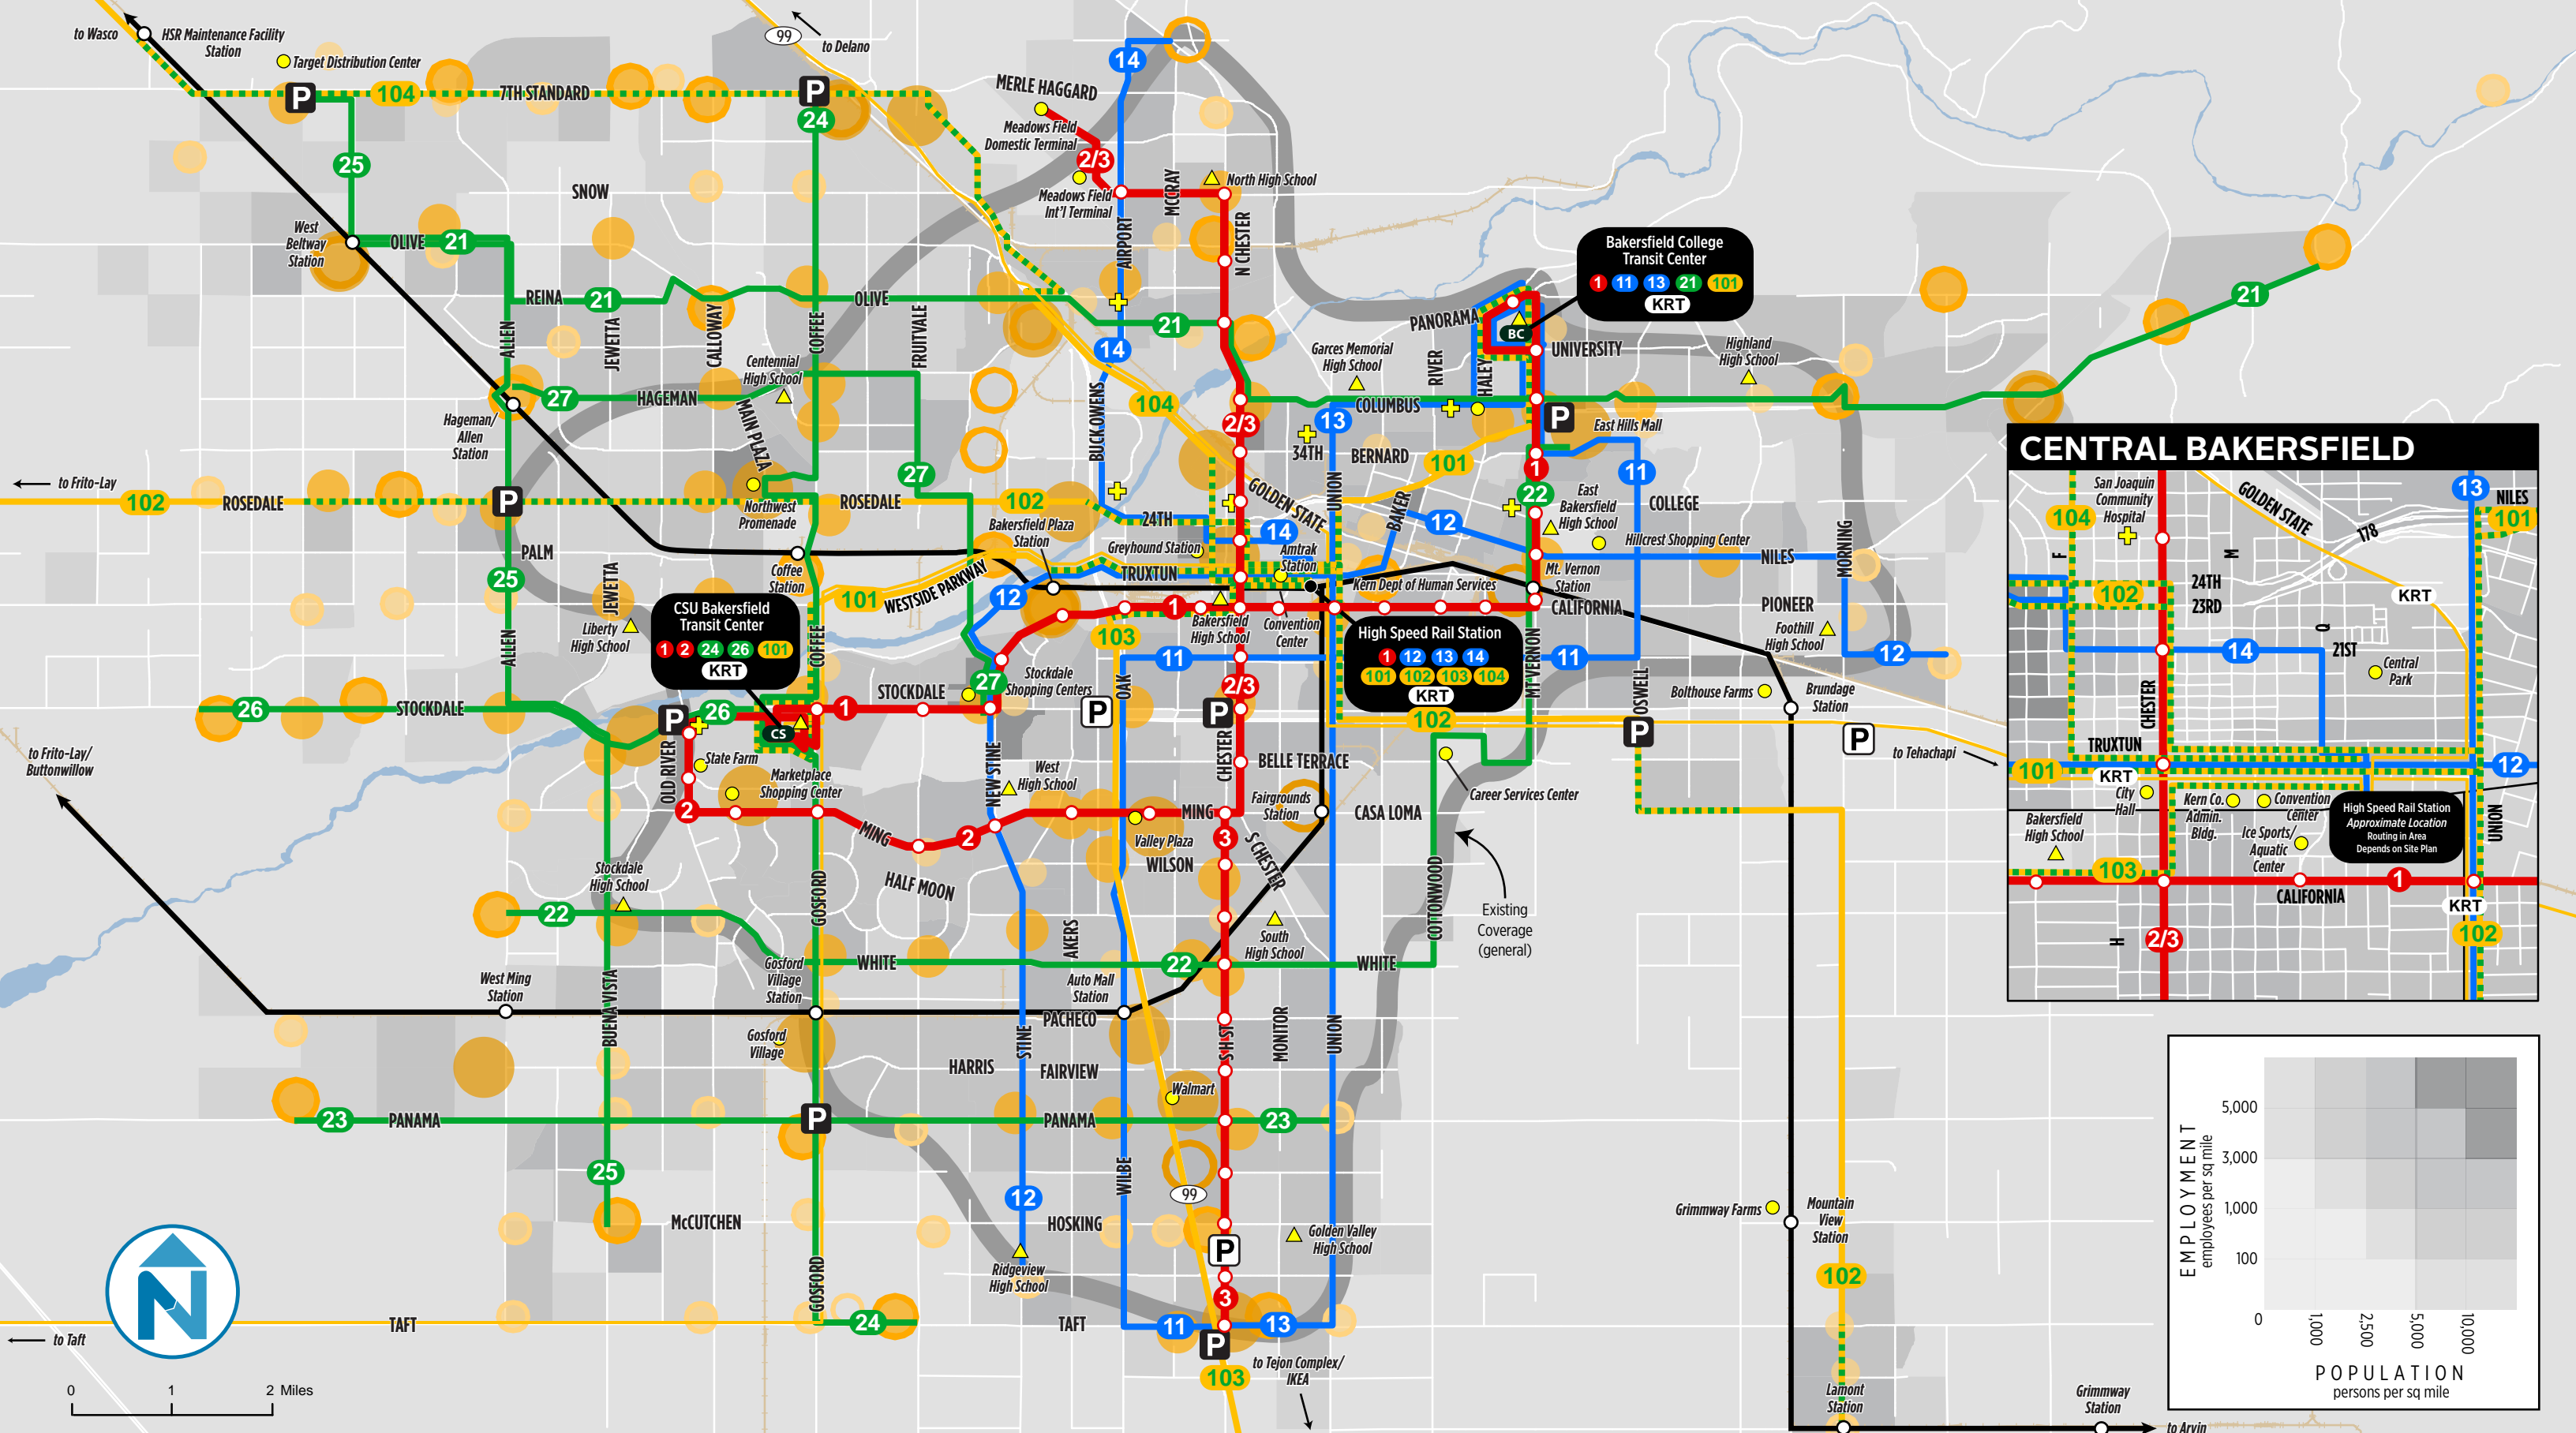 to Wasco
HSR Maintenance Facility
Station
Target Distribution Center
99
to Delano
14
MERLE HAGGARD
Meadows Field
Domestic Terminal
2/3
Meadows Field
Int'l Terminal
MCCRAY
North High School
P
104
7TH STANDARD
P
24
25
SNOW
AIRPORT
N CHESTER
West
Beltway
Station
OLIVE
21
REINA
21
OLIVE
21
14
ALLEN
JEWETTA
CALLOWAY
COFFEE
FRUITVALE
Centennial
High School
27
HAGEMAN
MAIN PLAZA
Hageman/
Allen
Station
BUCK OWENS
104
2/3
Garces Memorial
High School
RIVER
PANORAMA
HALEY
BC
UNIVERSITY
Bakersfield College
Transit Center
1 11 13 21 101
KRT
Highland
High School
21
COLUMBUS
13
34TH
BERNARD
101
P
East Hills Mall
1
11
22
East
Bakersfield
High School
COLLEGE
to Frito-Lay
102
ROSEDALE
P
Northwest
Promenade
ROSEDALE
27
102
Bakersfield Plaza
Station
24TH
GOLDEN STATE
UNION
BAKER
12
14
Greyhound Station
Amtrak
Station
Hillcrest Shopping Center
NILES
MORNING
PALM
Coffee
Station
TRUXTUN
Kern Dept of Human Services
Mt. Vernon
Station
25
JEWETTA
101
WESTSIDE PARKWAY
12
1
CALIFORNIA
PIONEER
CSU Bakersfield
Transit Center
1 2 24 26 101
KRT
Liberty
High School
ALLEN
COFFEE
103
Bakersfield
High School
Convention
Center
High Speed Rail Station
1 12 13 14
101 102 103 104
KRT
Foothill
High School
12
11
11
MT VERNON
27
Stockdale
Shopping Centers
OAK
2/3
OSWELL
Bolthouse Farms
Brundage
Station
26
STOCKDALE
P
26
CS
STOCKDALE
1
P
P
102
P
P
to Tehachapi
to Frito-Lay/
Buttonwillow
OLD RIVER
State Farm
Marketplace
Shopping Center
NEW STINE
West
High School
CHESTER
BELLE TERRACE
Career Services Center
2
MING
2
MING
Valley Plaza
Fairgrounds
Station
CASA LOMA
3
WILSON
S CHESTER
Stockdale
High School
HALF MOON
GOSFORD
22
AKERS
South
High School
COTTONWOOD
Existing
Coverage
(general)
Gosford
Village
Station
WHITE
22
WHITE
West Ming
Station
Auto Mall
Station
BUENA VISTA
PACHECO
Gosford
Village
STINE
S H ST
MONITOR
UNION
HARRIS
FAIRVIEW
Walmart
23
PANAMA
P
PANAMA
23
25
WILBE
99
12
McCUTCHEN
HOSKING
P
Golden Valley
High School
Ridgeview
High School
GOSFORD
3
TAFT
24
TAFT
11
13
P
to Taft
103
to Tejon Complex/
IKEA
N
0 1 2 Miles
Grimmway Farms
Mountain
View
Station
102
Lamont
Station
Grimmway
Station
to Arvin
CENTRAL BAKERSFIELD
San Joaquin
Community
Hospital
GOLDEN STATE
178
13
NILES
101
104
F
M
24TH
102
23RD
KRT
Q
14
21ST
Central
Park
CHESTER
TRUXTUN
101
KRT
12
City
Hall
Kern Co.
Admin.
Bldg.
Convention
Center
Ice Sports/
Aquatic
Center
High Speed Rail Station
Approximate Location
Routing in Area
Depends on Site Plan
UNION
Bakersfield
High School
103
1
CALIFORNIA
KRT
H
2/3
102
EMPLOYMENT
employees per sq mile
5,000
3,000
1,000
100
0
1,000
2,500
5,000
10,000
POPULATION
persons per sq mile